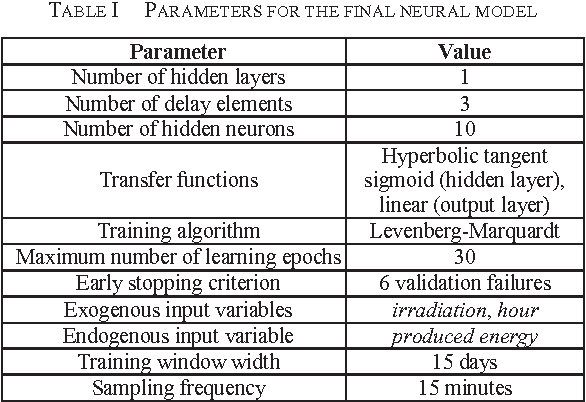 TABLE I PARAMETERS FOR THE FINAL NEURAL MODEL
Parameter Value
Number of hidden layers 1
Number of delay elements 3
Number of hidden neurons 10
Transfer functions Hyperbolic tangent
sigmoid (hidden layer),
linear (output layer)
Training algorithm Levenberg-Marquardt
Maximum number of learning epochs 30
Early stopping criterion 6 validation failures
Exogenous input variables irradiation, hour
Endogenous input variable produced energy
Training window width 15 days
Sampling frequency 15 minutes